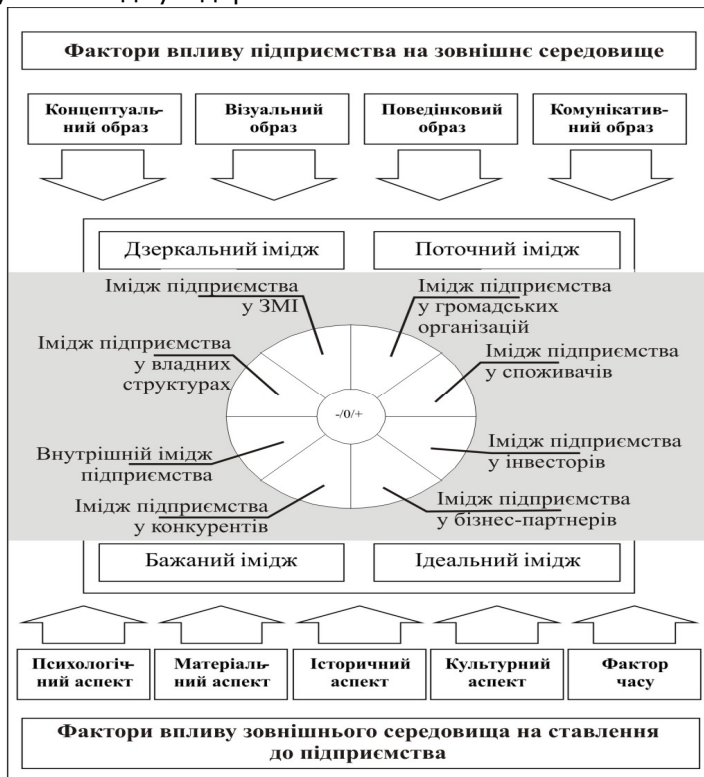 Фактори впливу підприємства на зовнішнє середовище
Концептуаль-
ний образ
Візуальний
образ
Поведінковий
образ
Комунікатив-
ний образ
Дзеркальний імідж
Поточний імідж
Імідж підприємства
у ЗМІ
Імідж підприємства
у громадських
організацій
Імідж підприємства
у владних
структурах
Імідж підприємства
у споживачів
-/0/+
Внутрішній імідж
підприємства
Імідж підприємства
у інвесторів
Імідж підприємства
у конкурентів
Імідж підприємства
у бізнес-партнерів
Бажаний імідж
Ідеальний імідж
Психологіч-
ний аспект
Матеріаль-
ний аспект
Історичний
аспект
Культурний
аспект
Фактор
часу
Фактори впливу зовнішнього середовища на ставлення
до підприємства